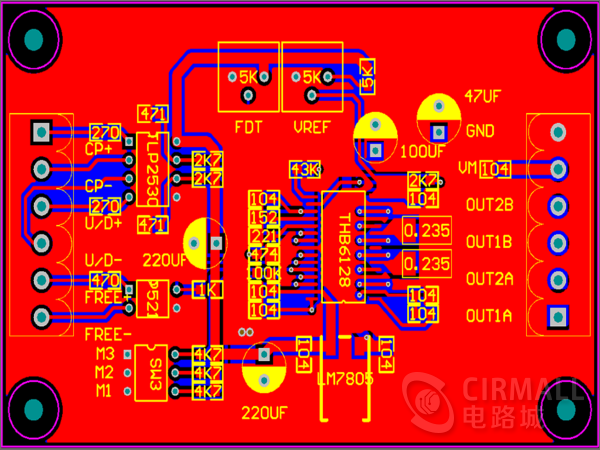 5K
5K
5K
FDT
VREF
47UF
GND
100UF
471
270
CP+
LP2530
2K7
2K7
CP-
270
U/D+
471
43K
VM
104
2K7
104
104
152
221
474
100K
104
104
THB6128
OUT2B
0.235
OUT1B
0.235
OUT2A
104
104
OUT1A
220UF
U/D-
470
FREE+
P521
1K
FREE-
M3
M2
M1
SW3
4K7
4K7
4K7
220UF
104
LM7805
104
CIRMALL
电路城